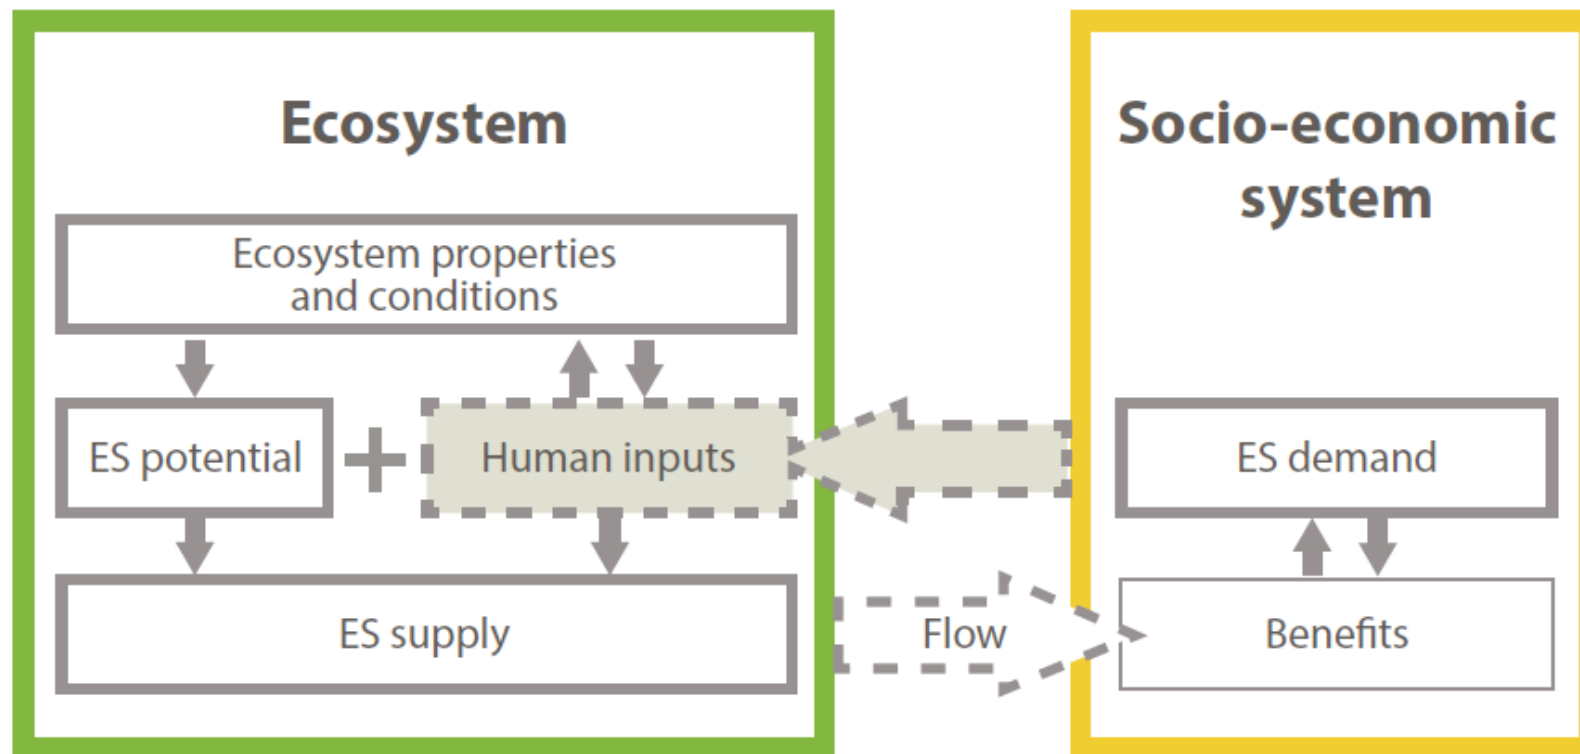 Ecosystem
Ecosystem properties
and conditions
ES potential
+
Human inputs
ES supply
Flow
Socio-economic
system
ES demand
Benefits